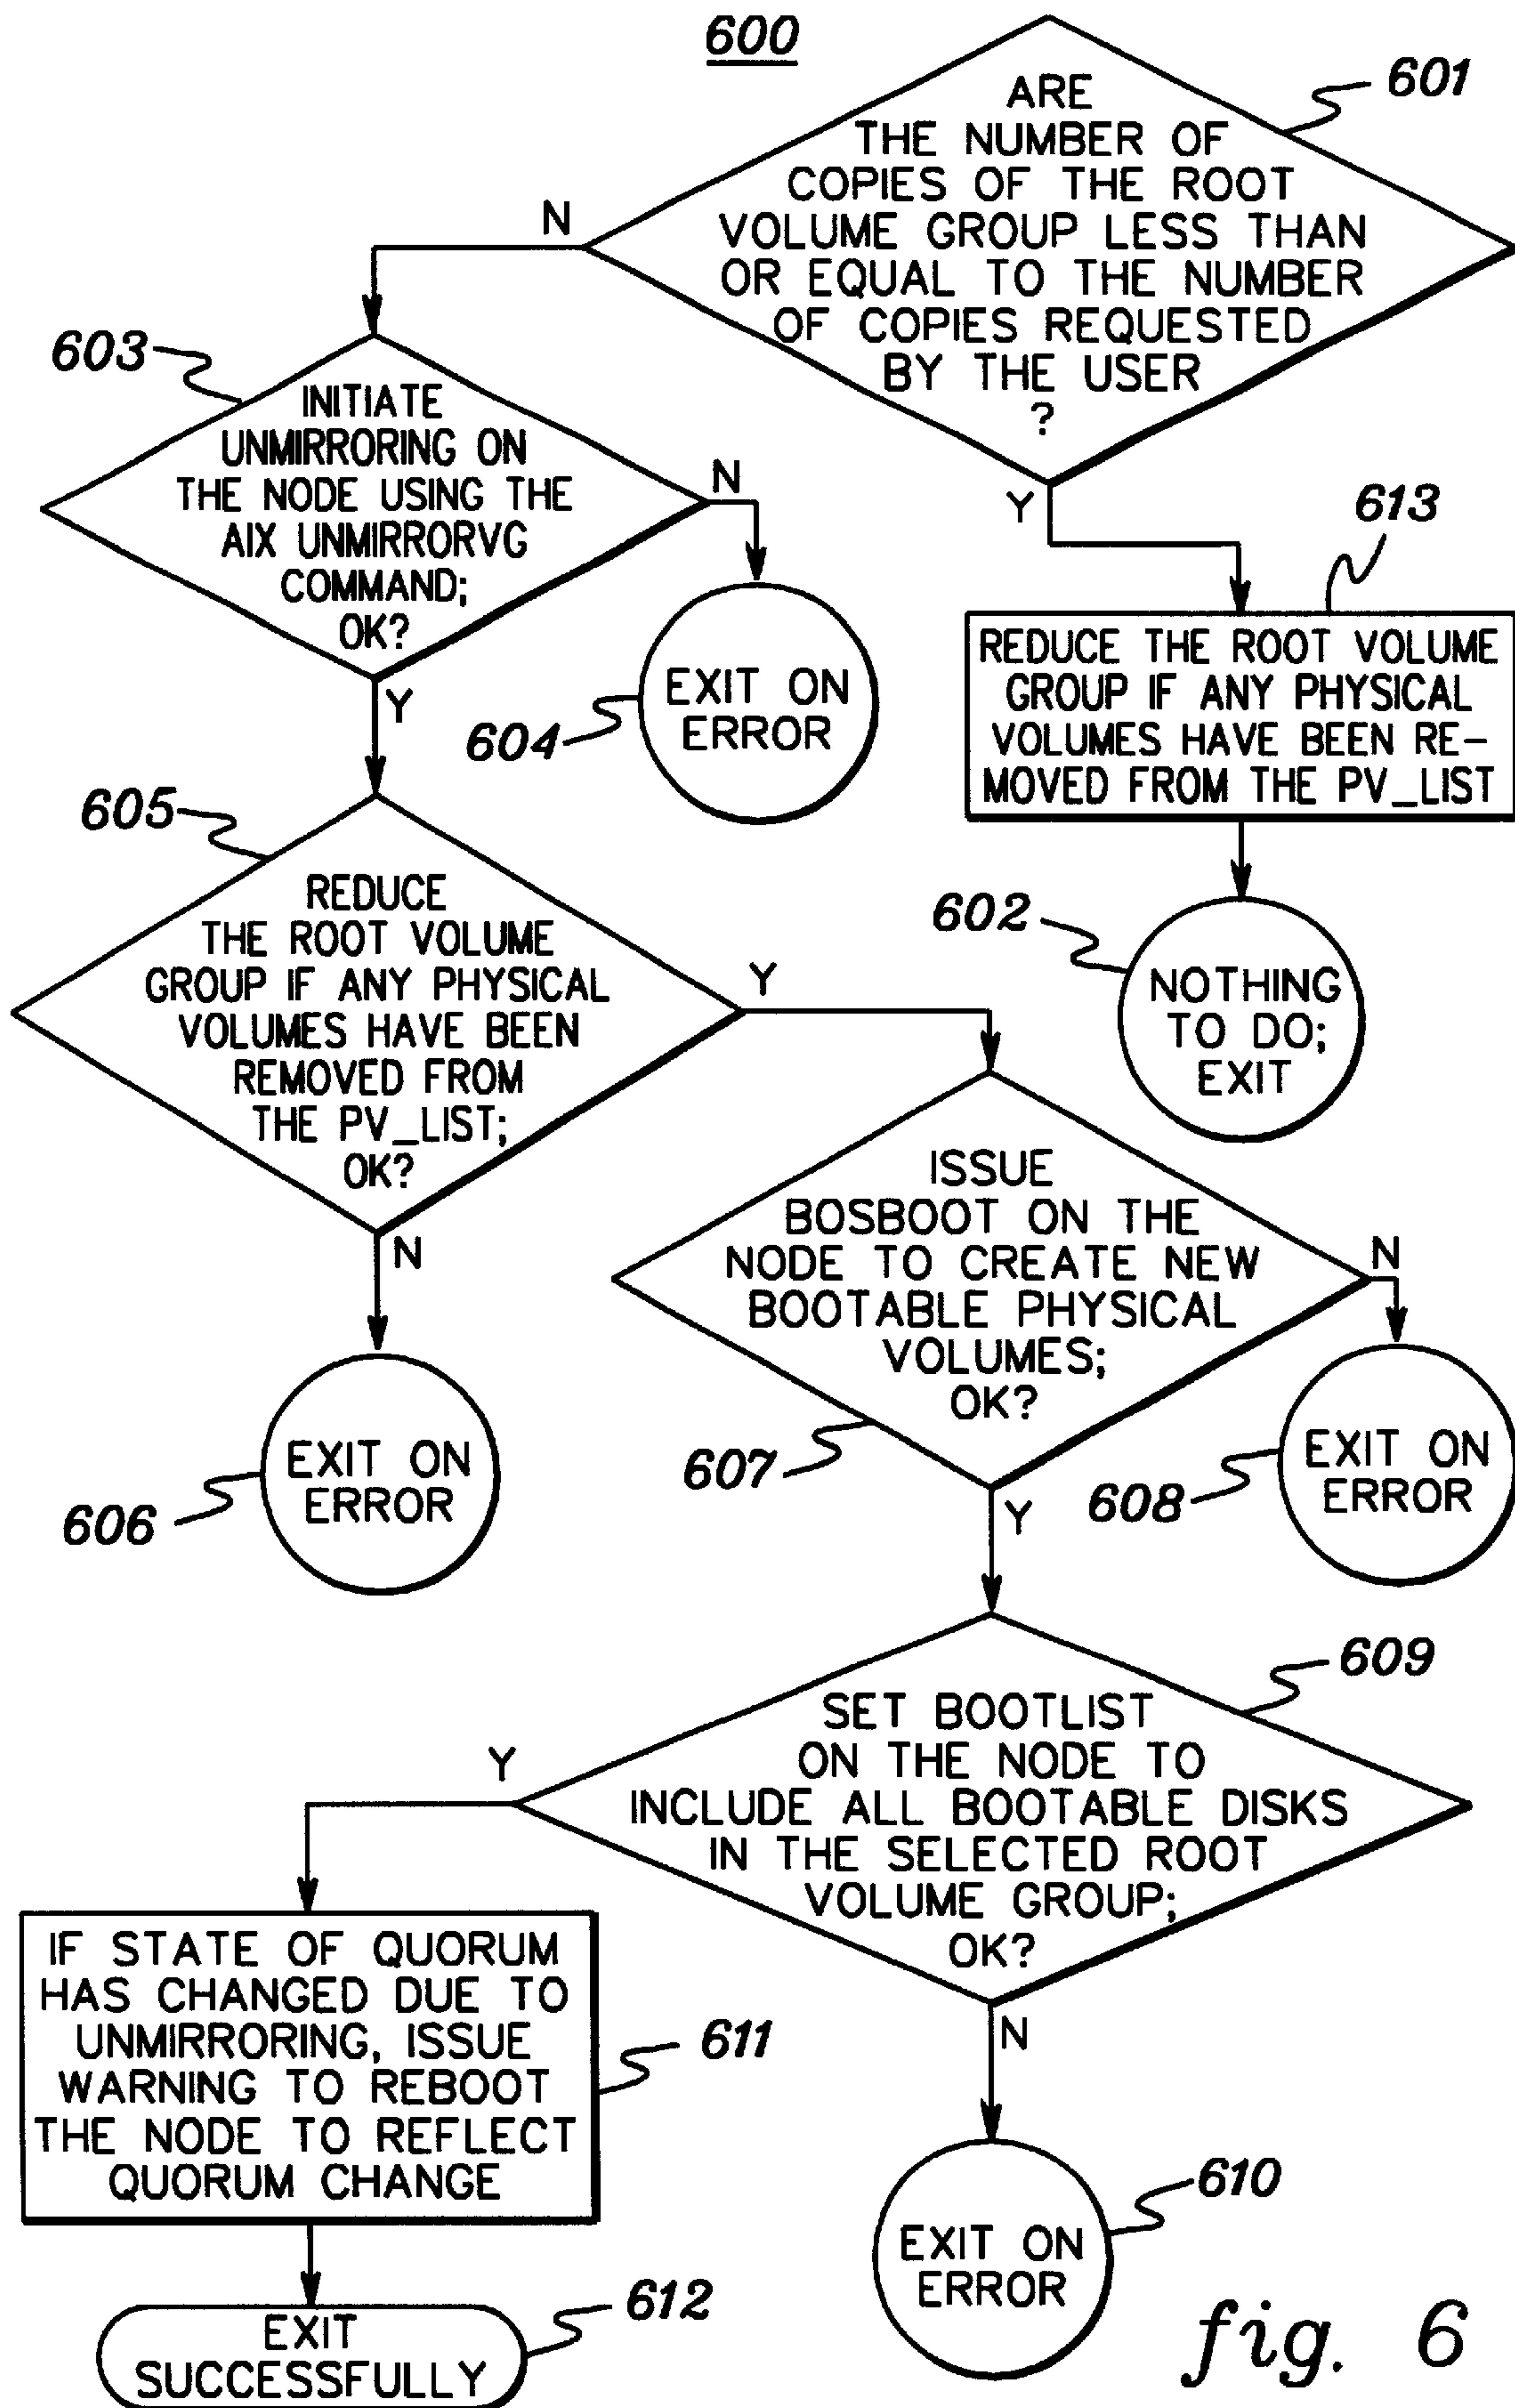 600
601
ARE
THE NUMBER OF
COPIES OF THE ROOT
VOLUME GROUP LESS THAN
OR EQUAL TO THE NUMBER
OF COPIES REQUESTED
BY THE USER
?
N
Y
603
INITIATE
UNMIRRORING ON
THE NODE USING THE
AIX UNMIRRORVG
COMMAND;
OK?
N
Y
604
EXIT ON
ERROR
613
REDUCE THE ROOT VOLUME
GROUP IF ANY PHYSICAL
VOLUMES HAVE BEEN RE-
MOVED FROM THE PV_LIST
602
NOTHING
TO DO;
EXIT
605
REDUCE
THE ROOT VOLUME
GROUP IF ANY PHYSICAL
VOLUMES HAVE BEEN
REMOVED FROM
THE PV_LIST;
OK?
Y
N
606
EXIT ON
ERROR
ISSUE
BOSBOOT ON THE
NODE TO CREATE NEW
BOOTABLE PHYSICAL
VOLUMES;
OK?
607
N
Y
608
EXIT ON
ERROR
609
SET BOOTLIST
ON THE NODE TO
INCLUDE ALL BOOTABLE DISKS
IN THE SELECTED ROOT
VOLUME GROUP;
OK?
Y
N
610
EXIT ON
ERROR
IF STATE OF QUORUM
HAS CHANGED DUE TO
UNMIRRORING, ISSUE
WARNING TO REBOOT
THE NODE TO REFLECT
QUORUM CHANGE
611
EXIT
SUCCESSFULLY
612
fig. 6